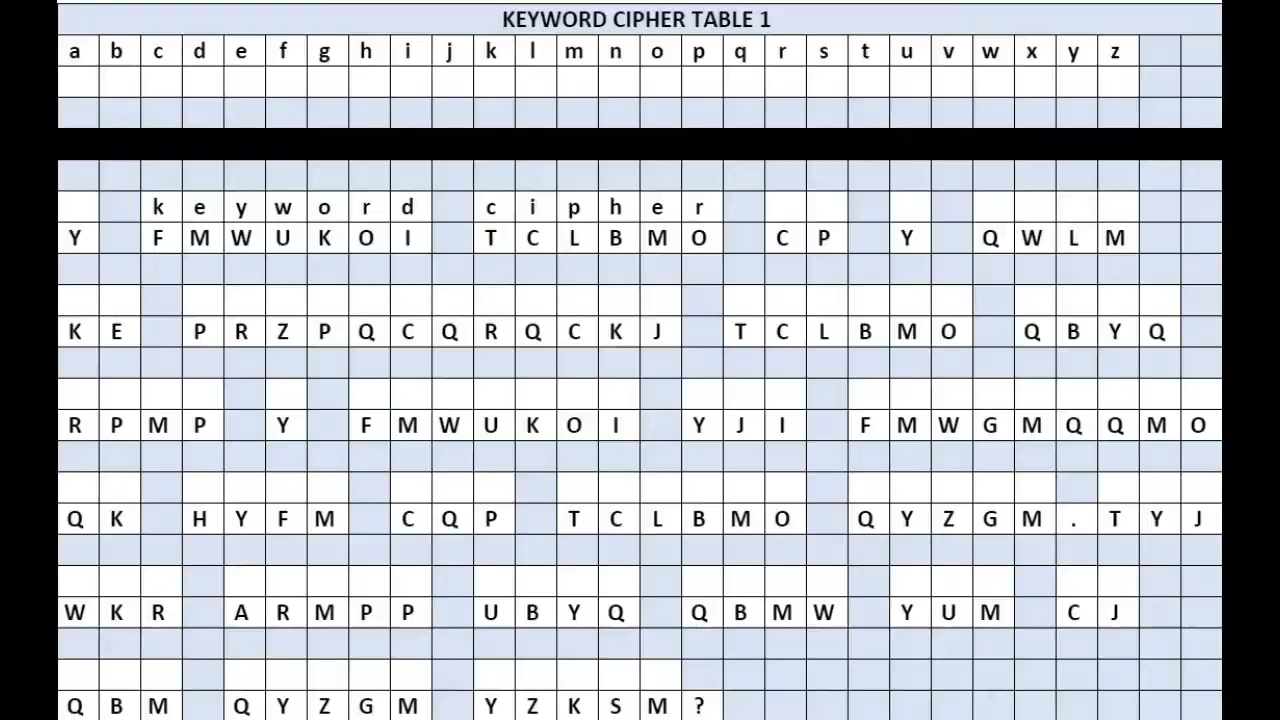 KEYWORD CIPHER TABLE 1
a b c d e f g h i j k l m n o p q r s t u v w x y z
k e y w o r d c i p h e r
Y F M W U K O I T C L B M O C P Y Q W L M
K E P R Z P Q C Q R Q C K J T C L B M O Q B Y Q
R P M P Y F M W U K O I Y J I F M W G M Q Q M O
Q K H Y F M C Q P T C L B M O Q Y Z G M . T Y J
W K R A R M P P U B Y Q Q B M W Y U M C J
Q B M Q Y Z G M Y Z K S M ?